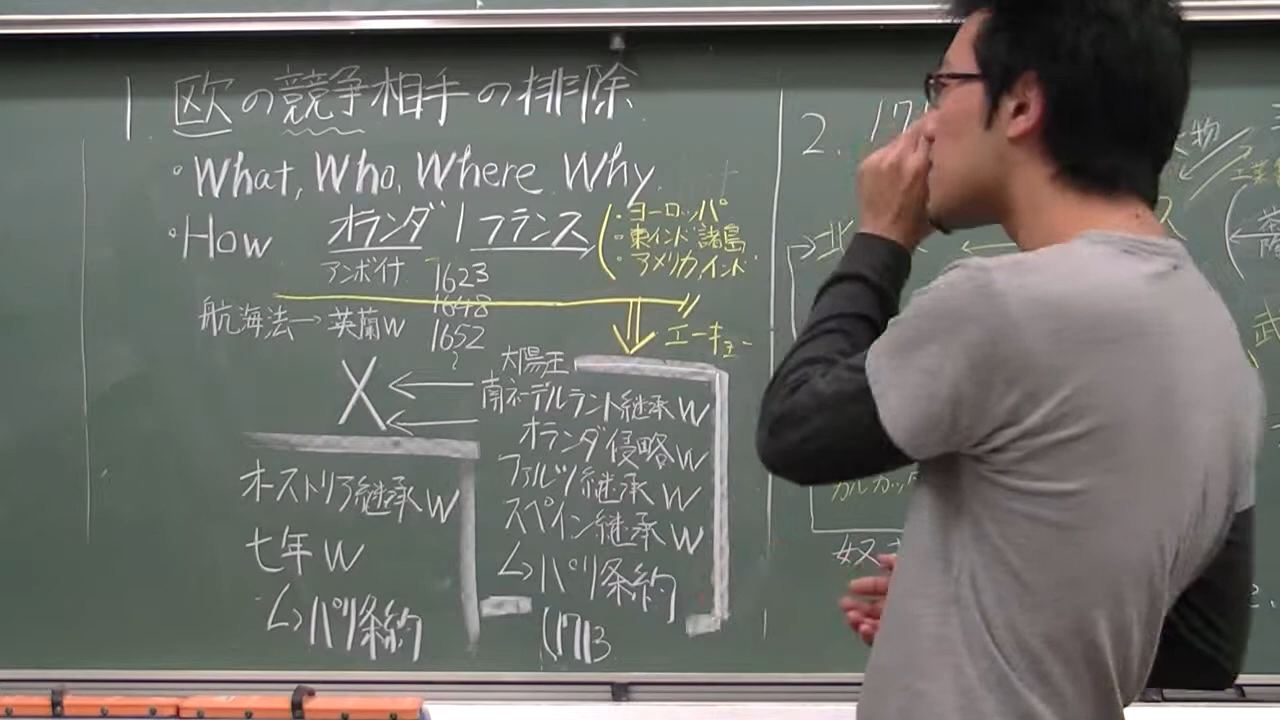 1. 欧の競争相手の排除
・What, Who, Where, Why
・How オランダ | フランス
・ヨーロッパ
・東インド諸島
・アメリカ、インド
アンボイナ 1623
1648
航海法→英蘭W 1652
エーキョー
太陽王
X ← 南ネーデルラント継承W
← オランダ侵略W
ファルツ継承W
スペイン継承W
↳パリ条約
(1713
オーストリア継承W
七年W
↳パリ条約
2.
北
カルカッタ
奴